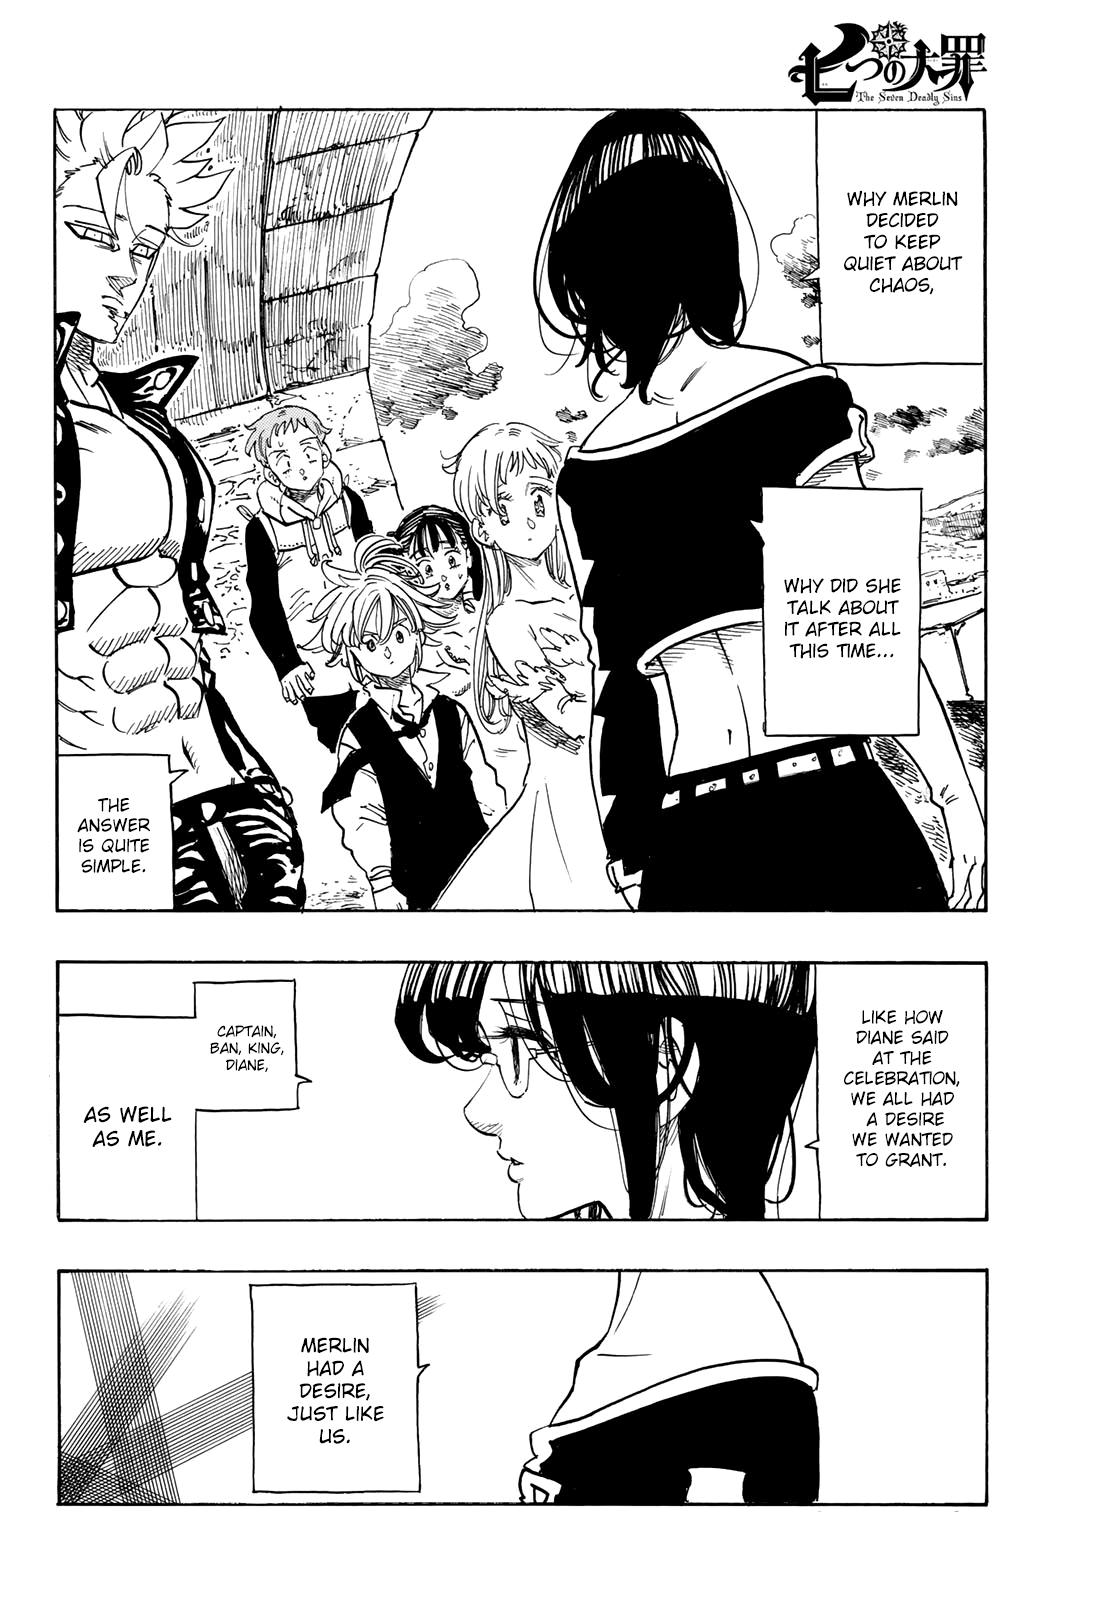 七つの大罪
The Seven Deadly Sins
WHY MERLIN
DECIDED
TO KEEP
QUIET ABOUT
CHAOS,
WHY DID SHE
TALK ABOUT
IT AFTER ALL
THIS TIME...
THE
ANSWER
IS QUITE
SIMPLE.
LIKE HOW
DIANE SAID
AT THE
CELEBRATION,
WE ALL HAD
A DESIRE
WE WANTED
TO GRANT.
CAPTAIN,
BAN, KING,
DIANE,
AS WELL
AS ME.
MERLIN
HAD A
DESIRE,
JUST LIKE
US.